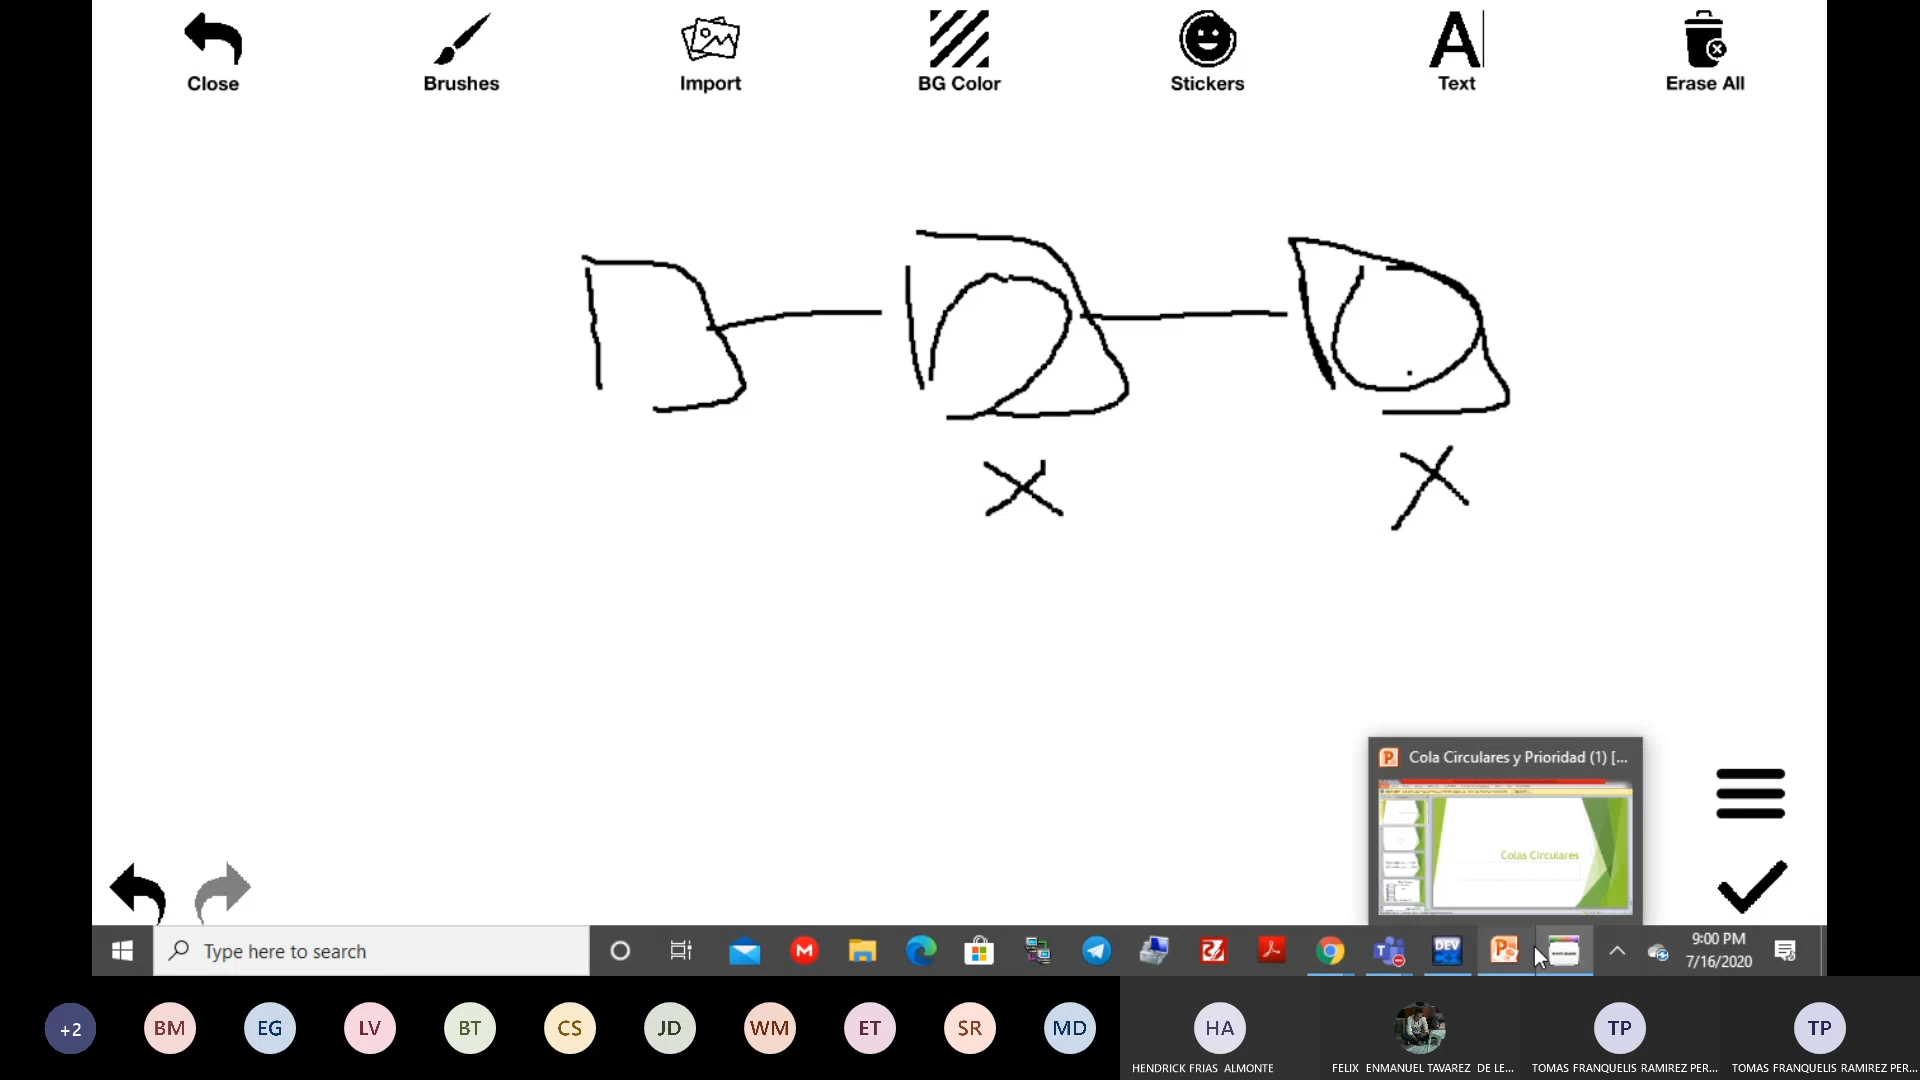 Close Brushes Import BG Color Stickers Text Erase All
X X
Cola Circulares y Prioridad (1) [...
Colas Circulares
Type here to search
DEV
9:00 PM
7/16/2020
+2 BM EG LV BT CS JD WM ET SR MD HA TP TP
HENDRICK FRIAS ALMONTE FELIX ENMANUEL TAVAREZ DE LE... TOMAS FRANQUELIS RAMIREZ PER... TOMAS FRANQUELIS RAMIREZ PER...